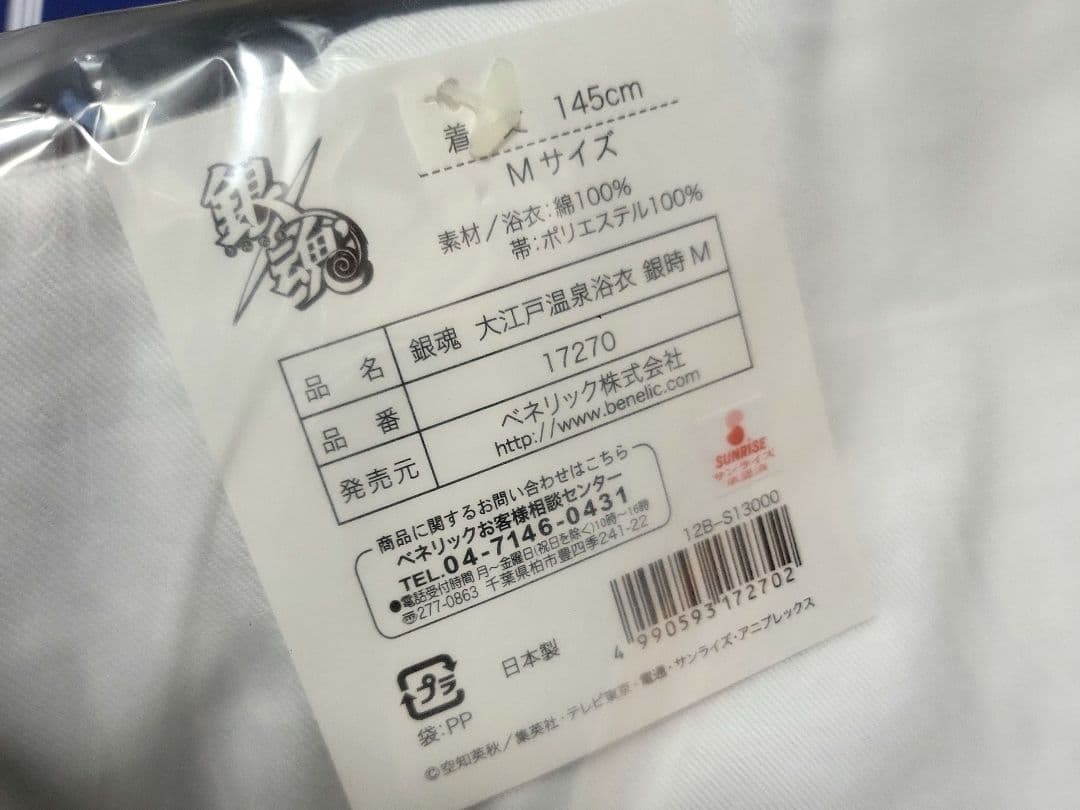 銀魂
着 145cm
Mサイズ
素材/浴衣:綿100%
帯:ポリエステル100%
品名 銀魂 大江戸温泉浴衣 銀時 M
品番 17270
発売元 ベネリック株式会社
http://www.benelic.com
商品に関するお問い合わせはこちら
ベネリックお客様相談センター
TEL.04-7146-0431
●電話受付時間 月～金曜日(祝日を除く)10時～16時
〠277-0863 千葉県柏市豊四季241-22
SUNRiSE
サンライズ
12B-S13000
4 990593 172702
プラ
袋:PP
日本製
©空知英秋/集英社・テレビ東京・電通・サンライズ・アニプレックス